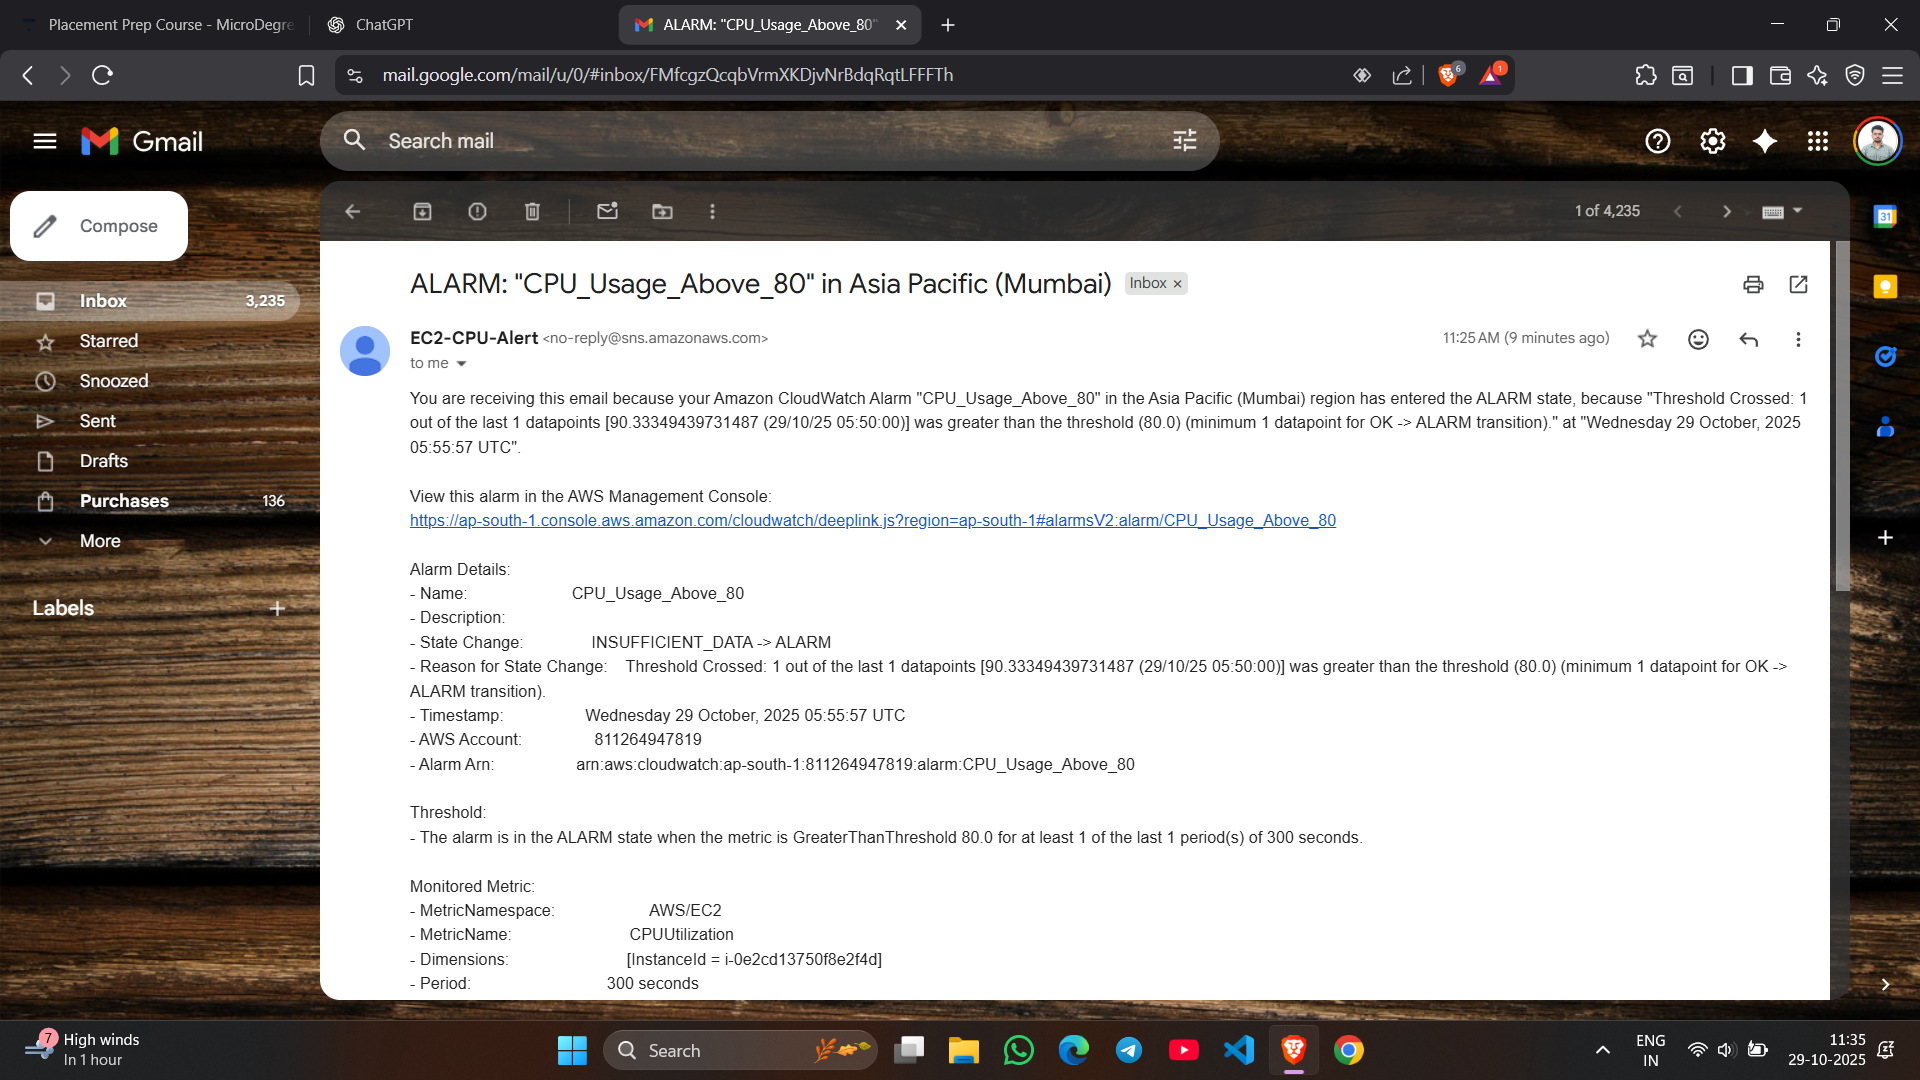 Placement Prep Course - MicroDegre
ChatGPT
ALARM: "CPU_Usage_Above_80"
mail.google.com/mail/u/0/#inbox/FMfcgzQcqbVrmXKDjvNrBdqRqtLFFFTh
6
1
Gmail
Search mail
Compose
1 of 4,235
31
Inbox 3,235
Starred
Snoozed
Sent
Drafts
Purchases 136
More
Labels
ALARM: "CPU_Usage_Above_80" in Asia Pacific (Mumbai) Inbox ×
EC2-CPU-Alert <no-reply@sns.amazonaws.com> 11:25 AM (9 minutes ago)
to me
You are receiving this email because your Amazon CloudWatch Alarm "CPU_Usage_Above_80" in the Asia Pacific (Mumbai) region has entered the ALARM state, because "Threshold Crossed: 1
out of the last 1 datapoints [90.33349439731487 (29/10/25 05:50:00)] was greater than the threshold (80.0) (minimum 1 datapoint for OK -> ALARM transition)." at "Wednesday 29 October, 2025
05:55:57 UTC".
View this alarm in the AWS Management Console:
https://ap-south-1.console.aws.amazon.com/cloudwatch/deeplink.js?region=ap-south-1#alarmsV2:alarm/CPU_Usage_Above_80
Alarm Details:
- Name: CPU_Usage_Above_80
- Description:
- State Change: INSUFFICIENT_DATA -> ALARM
- Reason for State Change: Threshold Crossed: 1 out of the last 1 datapoints [90.33349439731487 (29/10/25 05:50:00)] was greater than the threshold (80.0) (minimum 1 datapoint for OK ->
ALARM transition).
- Timestamp: Wednesday 29 October, 2025 05:55:57 UTC
- AWS Account: 811264947819
- Alarm Arn: arn:aws:cloudwatch:ap-south-1:811264947819:alarm:CPU_Usage_Above_80
Threshold:
- The alarm is in the ALARM state when the metric is GreaterThanThreshold 80.0 for at least 1 of the last 1 period(s) of 300 seconds.
Monitored Metric:
- MetricNamespace: AWS/EC2
- MetricName: CPUUtilization
- Dimensions: [InstanceId = i-0e2cd13750f8e2f4d]
- Period: 300 seconds
7
High winds
In 1 hour
Search
ENG
IN
11:35
29-10-2025